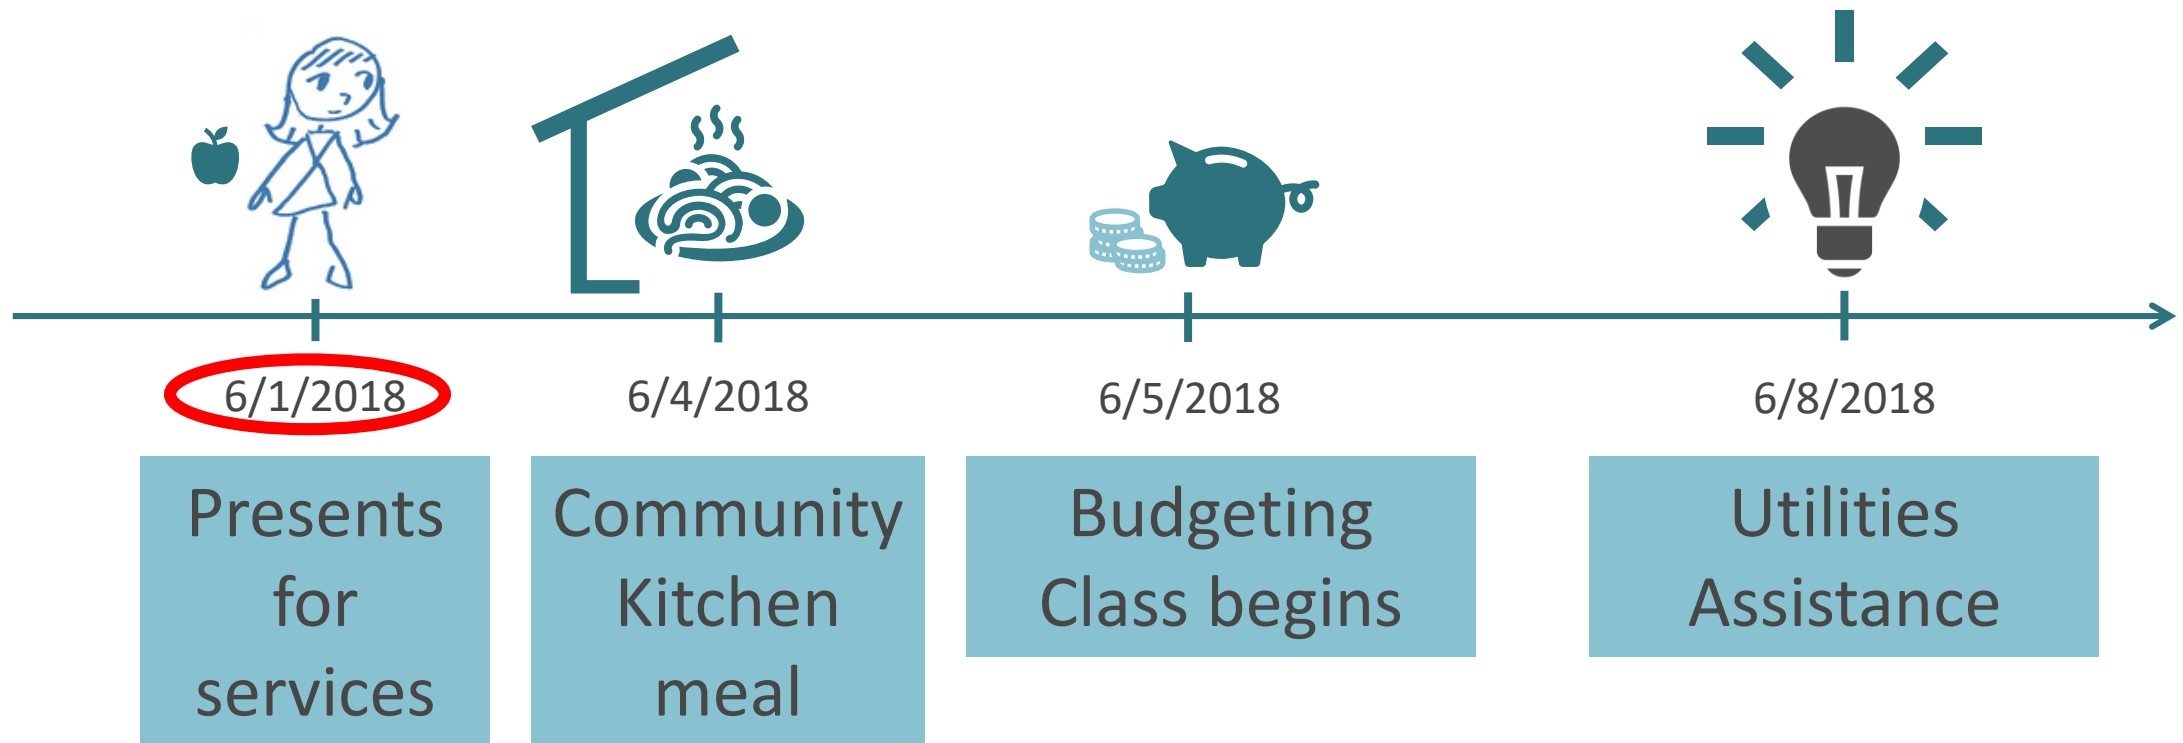 6/1/2018
6/4/2018
6/5/2018
6/8/2018
Presents
for
services
Community
Kitchen
meal
Budgeting
Class begins
Utilities
Assistance